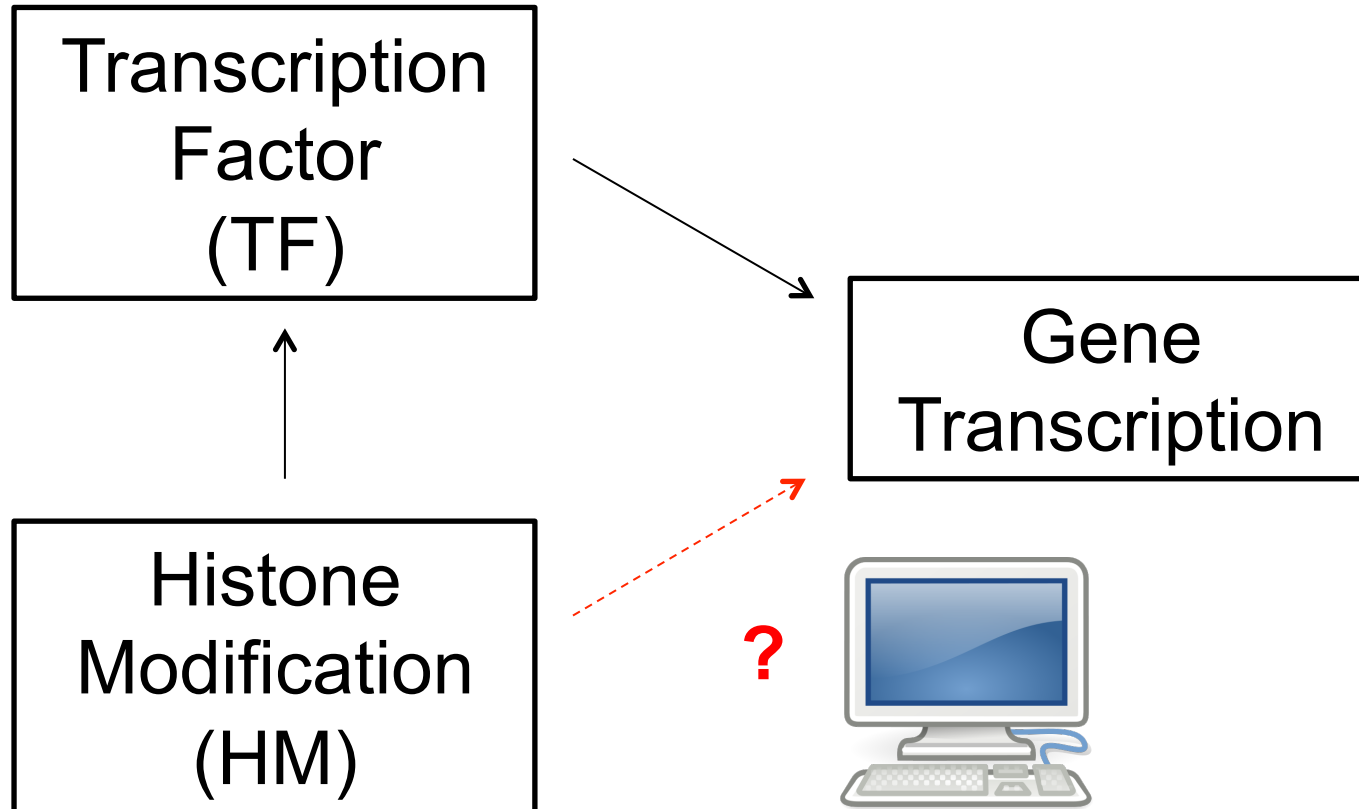 Transcription
Factor
(TF)
Gene
Transcription
Histone
Modification
(HM)
?